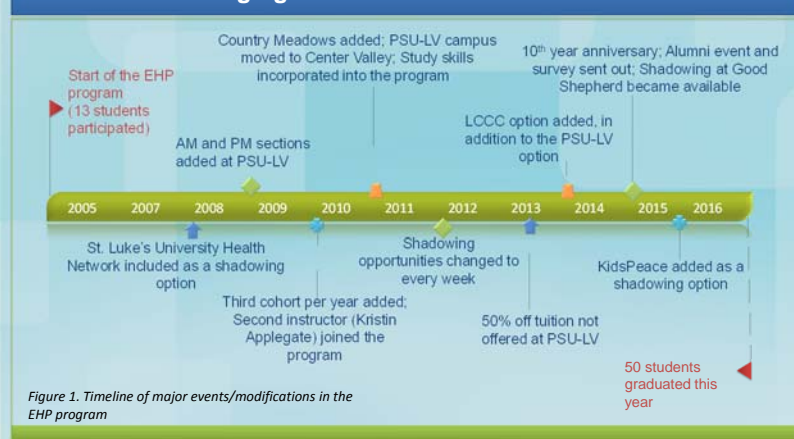 Start of the EHP
program
(13 students
participated)
Country Meadows added; PSU-LV campus
moved to Center Valley; Study skills
incorporated into the program
10th year anniversary; Alumni event and
survey sent out; Shadowing at Good
Shepherd became available
AM and PM sections
added at PSU-LV
LCCC option added, in
addition to the PSU-LV
option
2005 2007 2008 2009 2010 2011 2012 2013 2014 2015 2016
St. Luke's University Health
Network included as a shadowing
option
Third cohort per year added;
Second instructor (Kristin
Applegate) joined the
program
Shadowing
opportunities changed to
every week
50% off tuition not
offered at PSU-LV
KidsPeace added as a
shadowing option
50 students
graduated this
year
Figure 1. Timeline of major events/modifications in the
EHP program